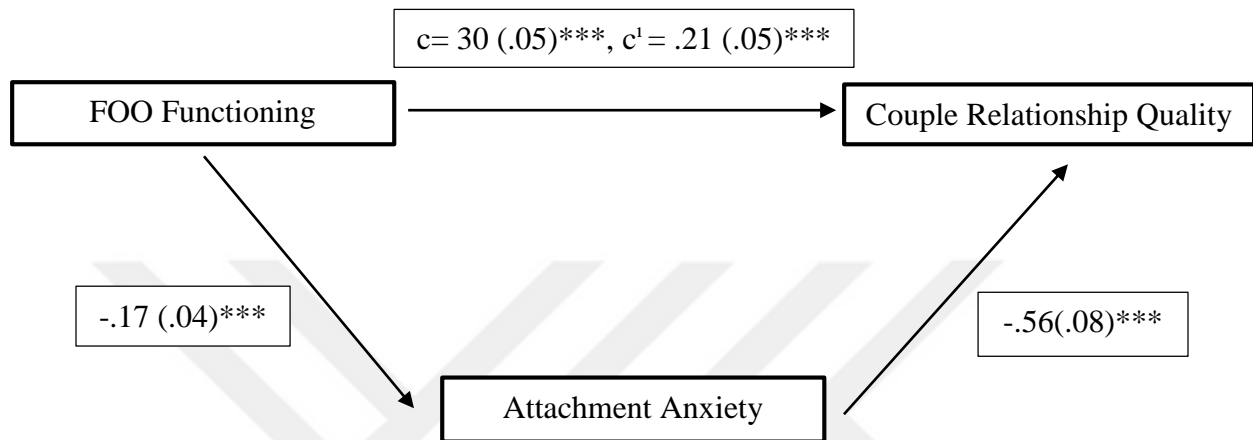 c= 30 (.05)***, c¹ = .21 (.05)***
FOO Functioning
Couple Relationship Quality
-.17 (.04)***
-.56(.08)***
Attachment Anxiety